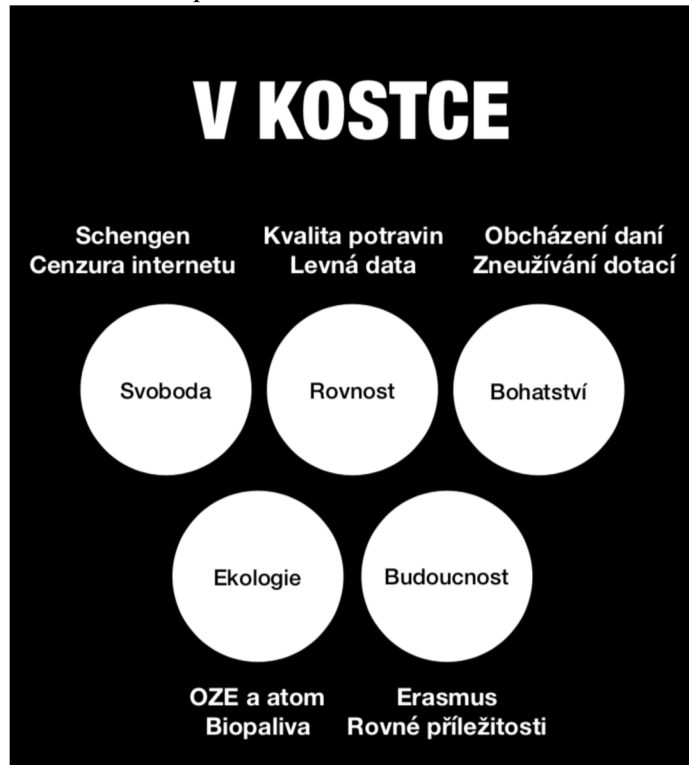 V KOSTCE
Schengen
Cenzura internetu
Kvalita potravin
Levná data
Obcházení daní
Zneužívání dotací
Svoboda
Rovnost
Bohatství
Ekologie
Budoucnost
OZE a atom
Biopaliva
Erasmus
Rovné příležitosti